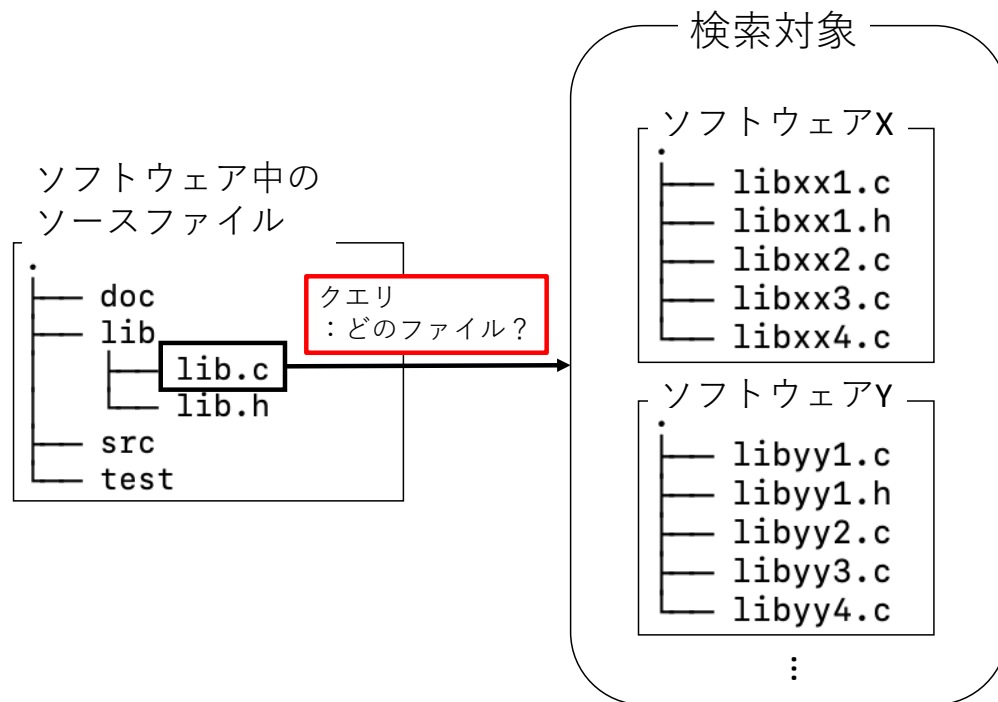 検索対象
ソフトウェア中の
ソースファイル
.
doc
lib
lib.c
lib.h
src
test
クエリ
：どのファイル？
ソフトウェアX
.
libxx1.c
libxx1.h
libxx2.c
libxx3.c
libxx4.c
ソフトウェアY
.
libyy1.c
libyy1.h
libyy2.c
libyy3.c
libyy4.c
⋮